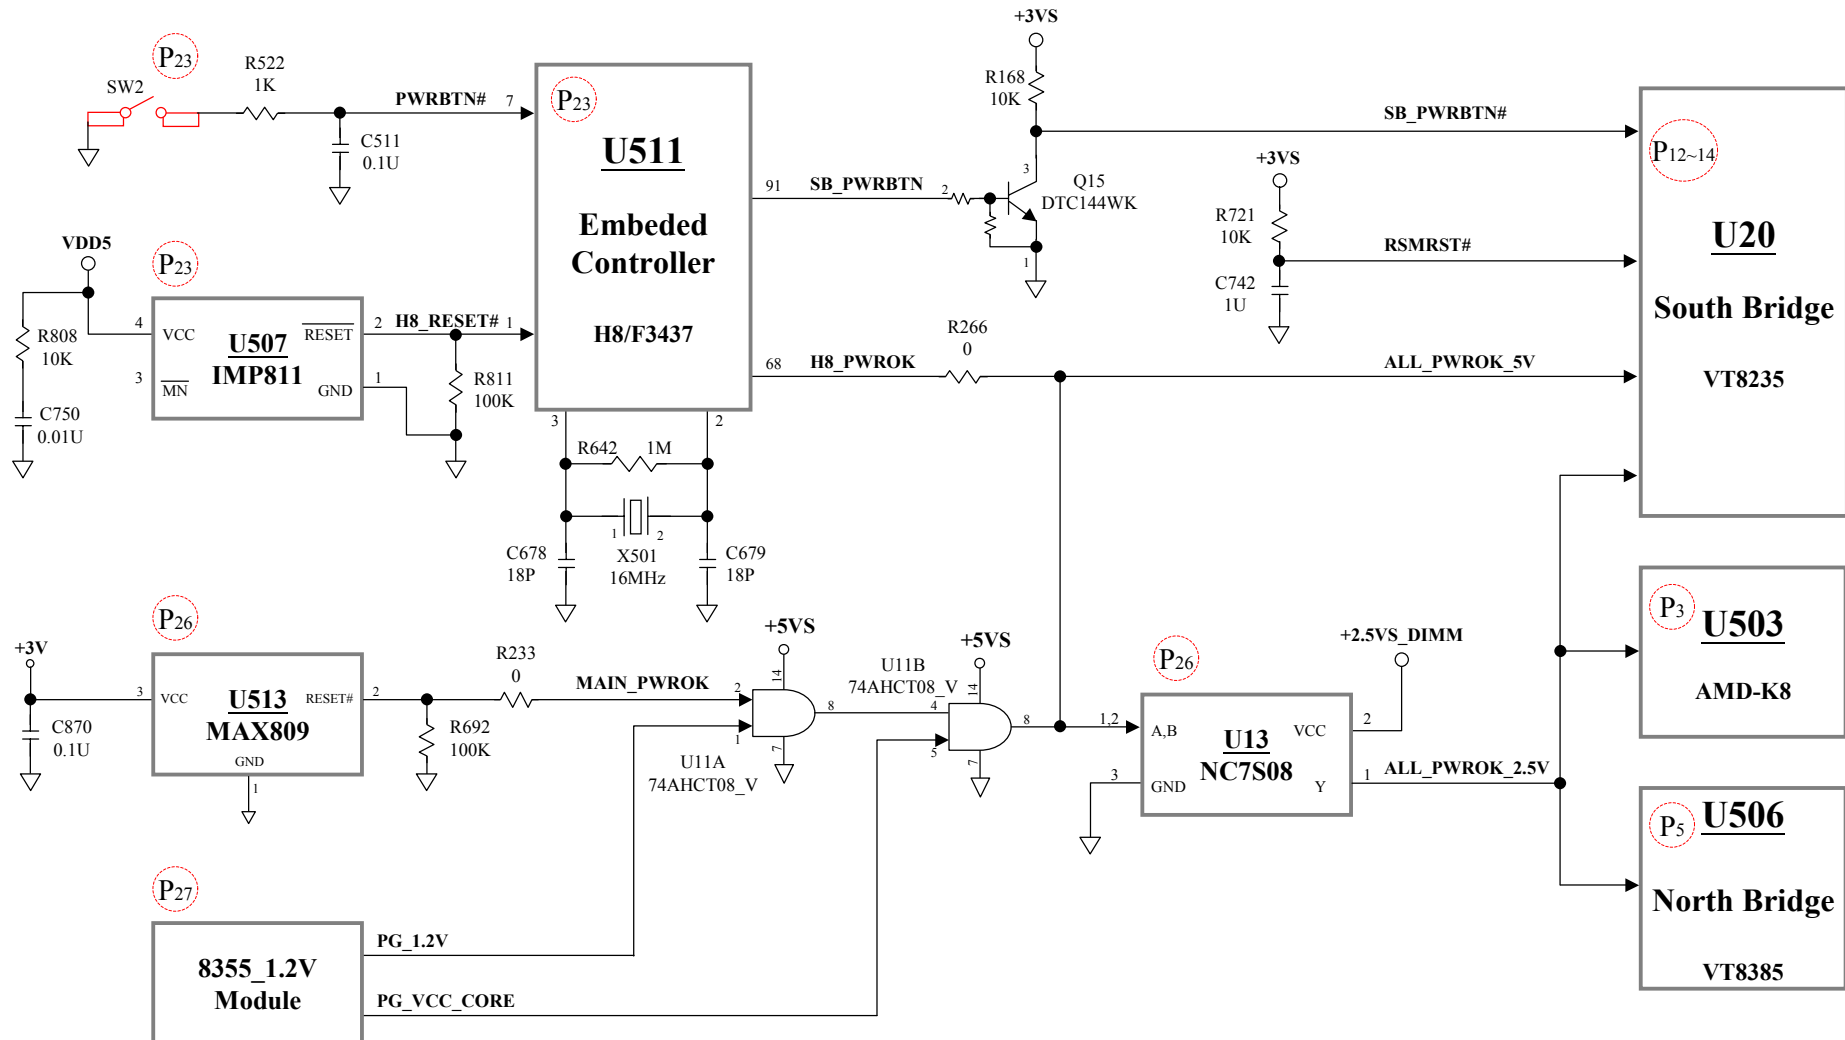 +3VS
P23
R522
1K
SW2
PWRBTN#
7
C511
0.1U
P23
U511
Embeded
Controller
H8/F3437
91
SB_PWRBTN
2
3
1
R168
10K
Q15
DTC144WK
SB_PWRBTN#
+3VS
R721
10K
RSMRST#
C742
1U
P12~14
U20
South Bridge
VT8235
VDD5
P23
R808
10K
C750
0.01U
4
VCC
3
MN
U507
IMP811
RESET
2
GND
1
H8_RESET#
1
R811
100K
68
H8_PWROK
R266
0
ALL_PWROK_5V
3
2
R642
1M
1
2
X501
16MHz
C678
18P
C679
18P
P26
+3V
C870
0.1U
3
VCC
U513
MAX809
RESET#
2
GND
1
R233
0
R692
100K
MAIN_PWROK
+5VS
14
2
1
8
7
U11A
74AHCT08_V
U11B
74AHCT08_V
+5VS
14
4
5
8
7
P26
1,2
A,B
U13
NC7S08
VCC
2
3
GND
Y
1
+2.5VS_DIMM
ALL_PWROK_2.5V
P3
U503
AMD-K8
P5
U506
North Bridge
VT8385
P27
8355_1.2V
Module
PG_1.2V
PG_VCC_CORE